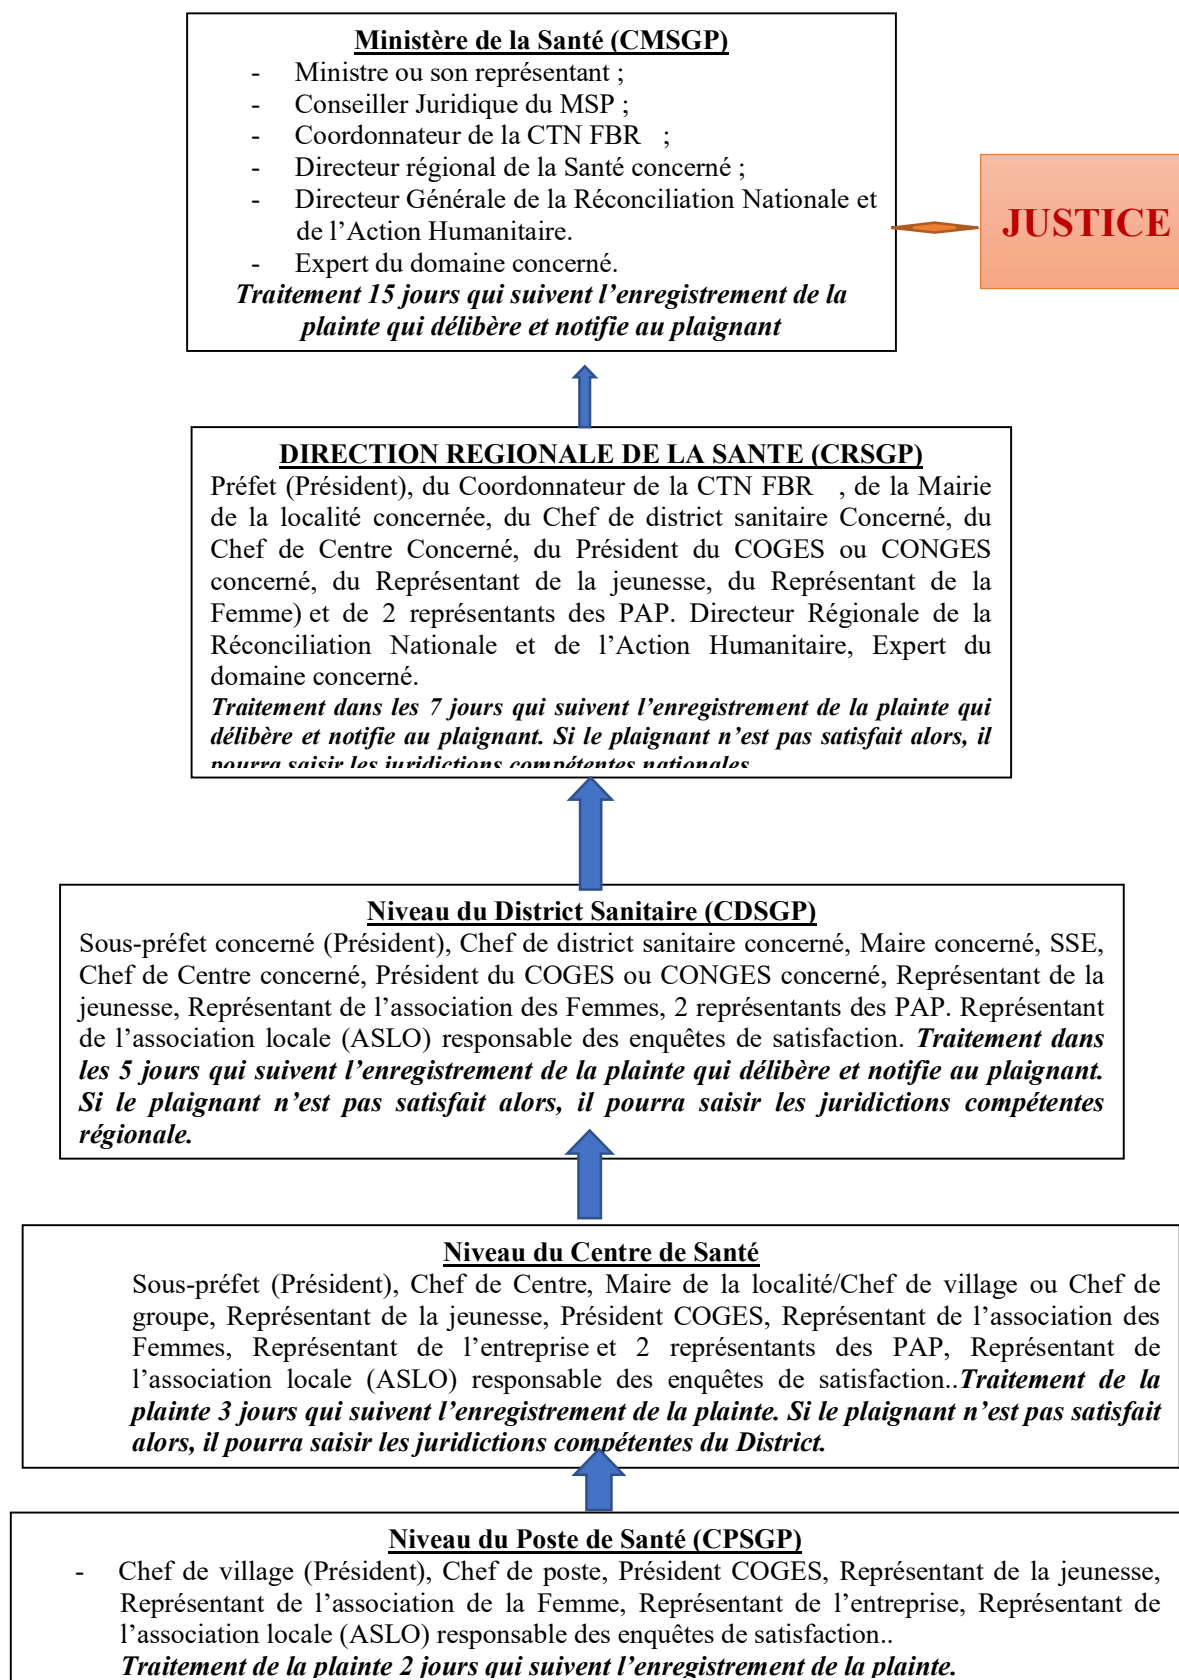 Ministère de la Santé (CMSGP)
- Ministre ou son représentant ;
- Conseiller Juridique du MSP ;
- Coordonnateur de la CTN FBR ;
- Directeur régional de la Santé concerné ;
- Directeur Générale de la Réconciliation Nationale et
de l’Action Humanitaire.
- Expert du domaine concerné.
Traitement 15 jours qui suivent l’enregistrement de la
plainte qui délibère et notifie au plaignant
JUSTICE
DIRECTION REGIONALE DE LA SANTE (CRSGP)
Préfet (Président), du Coordonnateur de la CTN FBR , de la Mairie
de la localité concernée, du Chef de district sanitaire Concerné, du
Chef de Centre Concerné, du Président du COGES ou CONGES
concerné, du Représentant de la jeunesse, du Représentant de la
Femme) et de 2 représentants des PAP. Directeur Régionale de la
Réconciliation Nationale et de l’Action Humanitaire, Expert du
domaine concerné.
Traitement dans les 7 jours qui suivent l’enregistrement de la plainte qui
délibère et notifie au plaignant. Si le plaignant n’est pas satisfait alors, il
pourra saisir les juridictions compétentes nationales
Niveau du District Sanitaire (CDSGP)
Sous-préfet concerné (Président), Chef de district sanitaire concerné, Maire concerné, SSE,
Chef de Centre concerné, Président du COGES ou CONGES concerné, Représentant de la
jeunesse, Représentant de l’association des Femmes, 2 représentants des PAP. Représentant
de l’association locale (ASLO) responsable des enquêtes de satisfaction. Traitement dans
les 5 jours qui suivent l’enregistrement de la plainte qui délibère et notifie au plaignant.
Si le plaignant n’est pas satisfait alors, il pourra saisir les juridictions compétentes
régionale.
Niveau du Centre de Santé
Sous-préfet (Président), Chef de Centre, Maire de la localité/Chef de village ou Chef de
groupe, Représentant de la jeunesse, Président COGES, Représentant de l’association des
Femmes, Représentant de l’entreprise et 2 représentants des PAP, Représentant de
l’association locale (ASLO) responsable des enquêtes de satisfaction..Traitement de la
plainte 3 jours qui suivent l’enregistrement de la plainte. Si le plaignant n’est pas satisfait
alors, il pourra saisir les juridictions compétentes du District.
Niveau du Poste de Santé (CPSGP)
- Chef de village (Président), Chef de poste, Président COGES, Représentant de la jeunesse,
Représentant de l’association de la Femme, Représentant de l’entreprise, Représentant de
l’association locale (ASLO) responsable des enquêtes de satisfaction..
Traitement de la plainte 2 jours qui suivent l’enregistrement de la plainte.